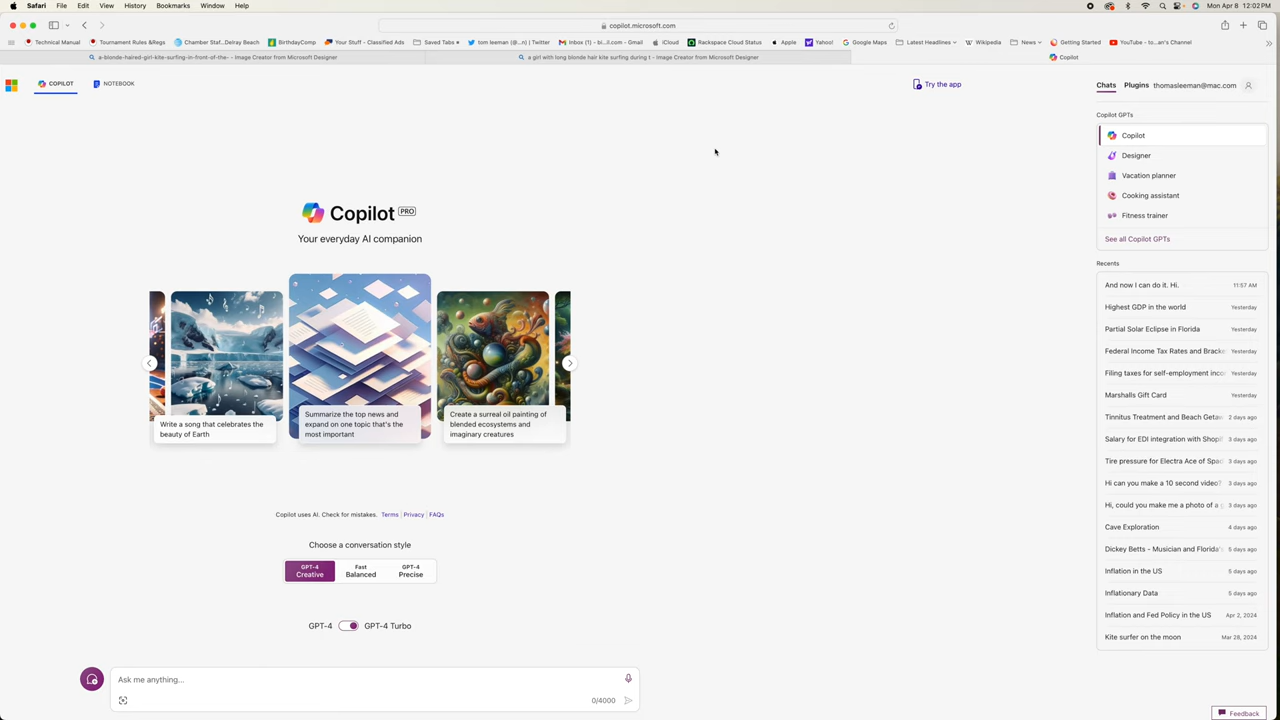 Safari File Edit View History Bookmarks Window Help Mon Apr 8 12:02 PM
copilot.microsoft.com
Technical Manual Tournament Rules &Regs Chamber Staf...Delray Beach BirthdayComp Your Stuff - Classified Ads Saved Tabs tom leeman (@...n) | Twitter Inbox (1) - bi...il.com - Gmail iCloud Rackspace Cloud Status Apple Yahoo! Google Maps Latest Headlines Wikipedia News Getting Started YouTube - to...an's Channel
a-blonde-haired-girl-kite-surfing-in-front-of-the- - Image Creator from Microsoft Designer
a girl with long blonde hair kite surfing during t - Image Creator from Microsoft Designer
Copilot
COPILOT NOTEBOOK
Try the app
Chats Plugins thomasleeman@mac.com
Copilot GPTs
Copilot
Designer
Vacation planner
Cooking assistant
Fitness trainer
See all Copilot GPTs
Recents
And now I can do it. Hi. 11:57 AM
Highest GDP in the world Yesterday
Partial Solar Eclipse in Florida Yesterday
Federal Income Tax Rates and Bracke Yesterday
Filing taxes for self-employment inco Yesterday
Marshalls Gift Card Yesterday
Tinnitus Treatment and Beach Geta 2 days ago
Salary for EDI integration with Shopi 3 days ago
Tire pressure for Electra Ace of Spac 3 days ago
Hi can you make a 10 second video? 3 days ago
Hi, could you make me a photo of a 3 days ago
Cave Exploration 4 days ago
Dickey Betts - Musician and Florida' 5 days ago
Inflation in the US 5 days ago
Inflationary Data 5 days ago
Inflation and Fed Policy in the US Apr 2, 2024
Kite surfer on the moon Mar 28, 2024
Copilot PRO
Your everyday AI companion
Write a song that celebrates the
beauty of Earth
Summarize the top news and
expand on one topic that's the
most important
Create a surreal oil painting of
blended ecosystems and
imaginary creatures
Copilot uses AI. Check for mistakes. Terms | Privacy | FAQs
Choose a conversation style
GPT-4
Creative
Fast
Balanced
GPT-4
Precise
GPT-4 GPT-4 Turbo
Ask me anything...
0/4000
Feedback